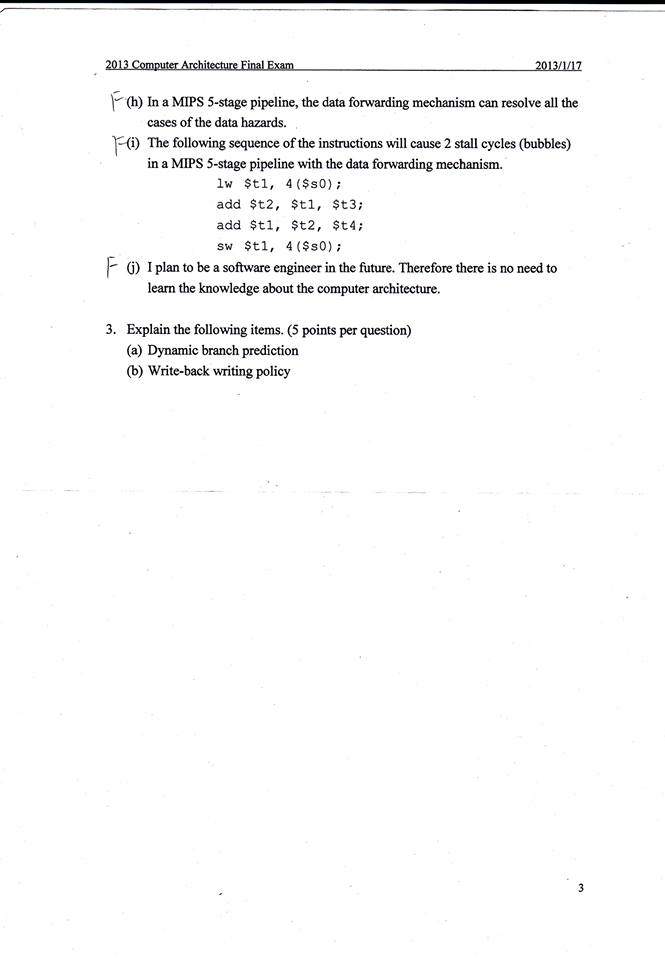 2013 Computer Architecture Final Exam 2013/1/17
F (h) In a MIPS 5-stage pipeline, the data forwarding mechanism can resolve all the
cases of the data hazards.
F (i) The following sequence of the instructions will cause 2 stall cycles (bubbles)
in a MIPS 5-stage pipeline with the data forwarding mechanism.
lw $t1, 4($s0);
add $t2, $t1, $t3;
add $t1, $t2, $t4;
sw $t1, 4($s0);
F (j) I plan to be a software engineer in the future. Therefore there is no need to
learn the knowledge about the computer architecture.
3. Explain the following items. (5 points per question)
(a) Dynamic branch prediction
(b) Write-back writing policy
3